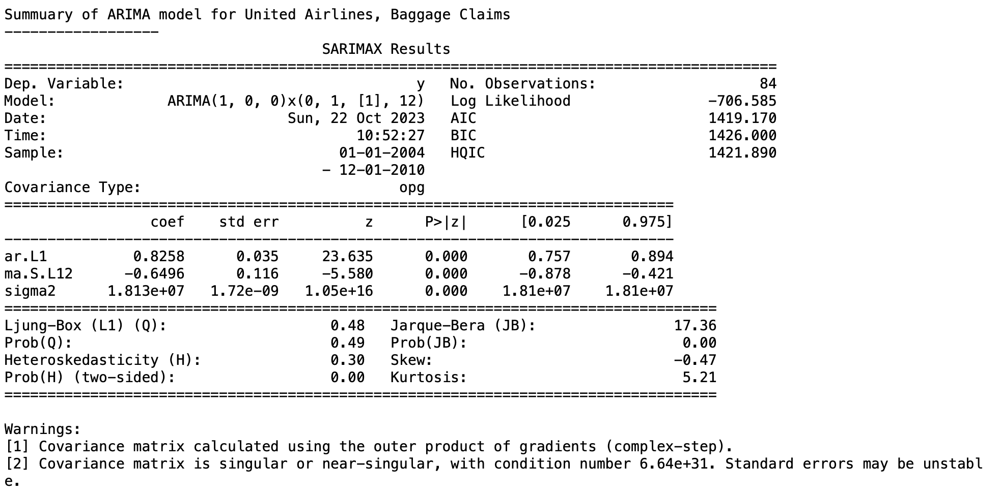 Summuary of ARIMA model for United Airlines, Baggage Claims
------------------
                                     SARIMAX Results
==========================================================================================
Dep. Variable:                                  y   No. Observations:                   84
Model:             ARIMA(1, 0, 0)x(0, 1, [1], 12)   Log Likelihood                -706.585
Date:                            Sun, 22 Oct 2023   AIC                           1419.170
Time:                                    10:52:27   BIC                           1426.000
Sample:                                01-01-2004   HQIC                          1421.890
                                     - 12-01-2010
Covariance Type:                              opg
==============================================================================
                 coef    std err          z      P>|z|      [0.025      0.975]
------------------------------------------------------------------------------
ar.L1          0.8258      0.035     23.635      0.000       0.757       0.894
ma.S.L12      -0.6496      0.116     -5.580      0.000      -0.878      -0.421
sigma2      1.813e+07   1.72e-09   1.05e+16      0.000    1.81e+07    1.81e+07
===================================================================================
Ljung-Box (L1) (Q):                   0.48   Jarque-Bera (JB):                17.36
Prob(Q):                              0.49   Prob(JB):                         0.00
Heteroskedasticity (H):               0.30   Skew:                            -0.47
Prob(H) (two-sided):                  0.00   Kurtosis:                         5.21
===================================================================================

Warnings:
[1] Covariance matrix calculated using the outer product of gradients (complex-step).
[2] Covariance matrix is singular or near-singular, with condition number 6.64e+31. Standard errors may be unstabl
e.